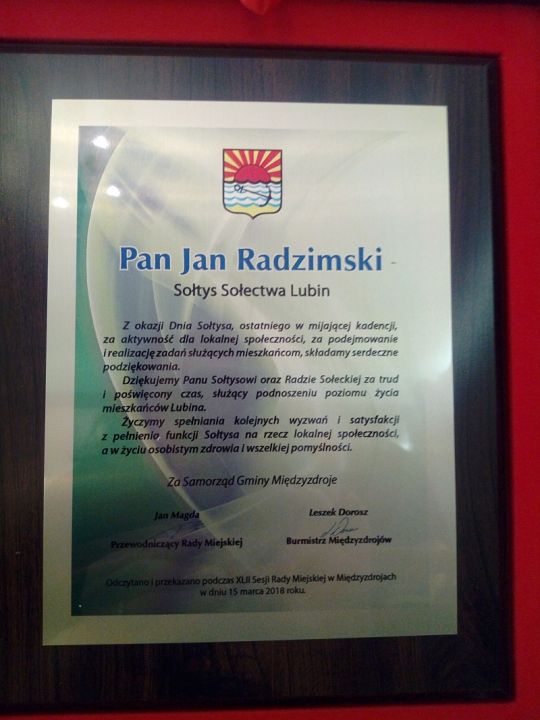 Pan Jan Radzimski -
Sołtys Sołectwa Lubin
Z okazji Dnia Sołtysa, ostatniego w mijającej kadencji,
za aktywność dla lokalnej społeczności, za podejmowanie
i realizację zadań służących mieszkańcom, składamy serdeczne
podziękowania.
Dziękujemy Panu Sołtysowi oraz Radzie Sołeckiej za trud
i poświęcony czas, służący podnoszeniu poziomu życia
mieszkańców Lubina.
Życzymy spełniania kolejnych wyzwań i satysfakcji
z pełnienio funkcji Sołtysa na rzecz lokalnej społeczności,
a w życiu osobistym zdrowia i wszelkiej pomyślności.
Za Samorząd Gminy Międzyzdroje
Jan Magda
Przewodniczący Rady Miejskiej
Leszek Dorosz
Burmistrz Międzyzdrojów
Odczytano i przekazano podczas XLII Sesji Rady Miejskiej w Międzyzdrojach
w dniu 15 marca 2018 roku.